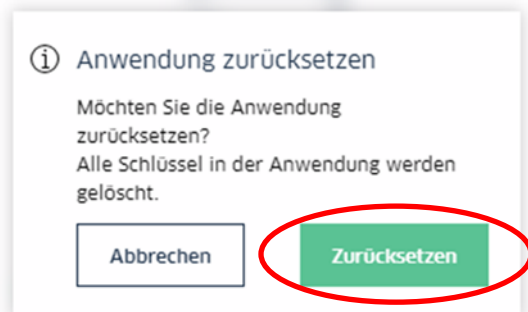 Anwendung zurücksetzen
Möchten Sie die Anwendung
zurücksetzen?
Alle Schlüssel in der Anwendung werden
gelöscht.
Abbrechen Zurücksetzen